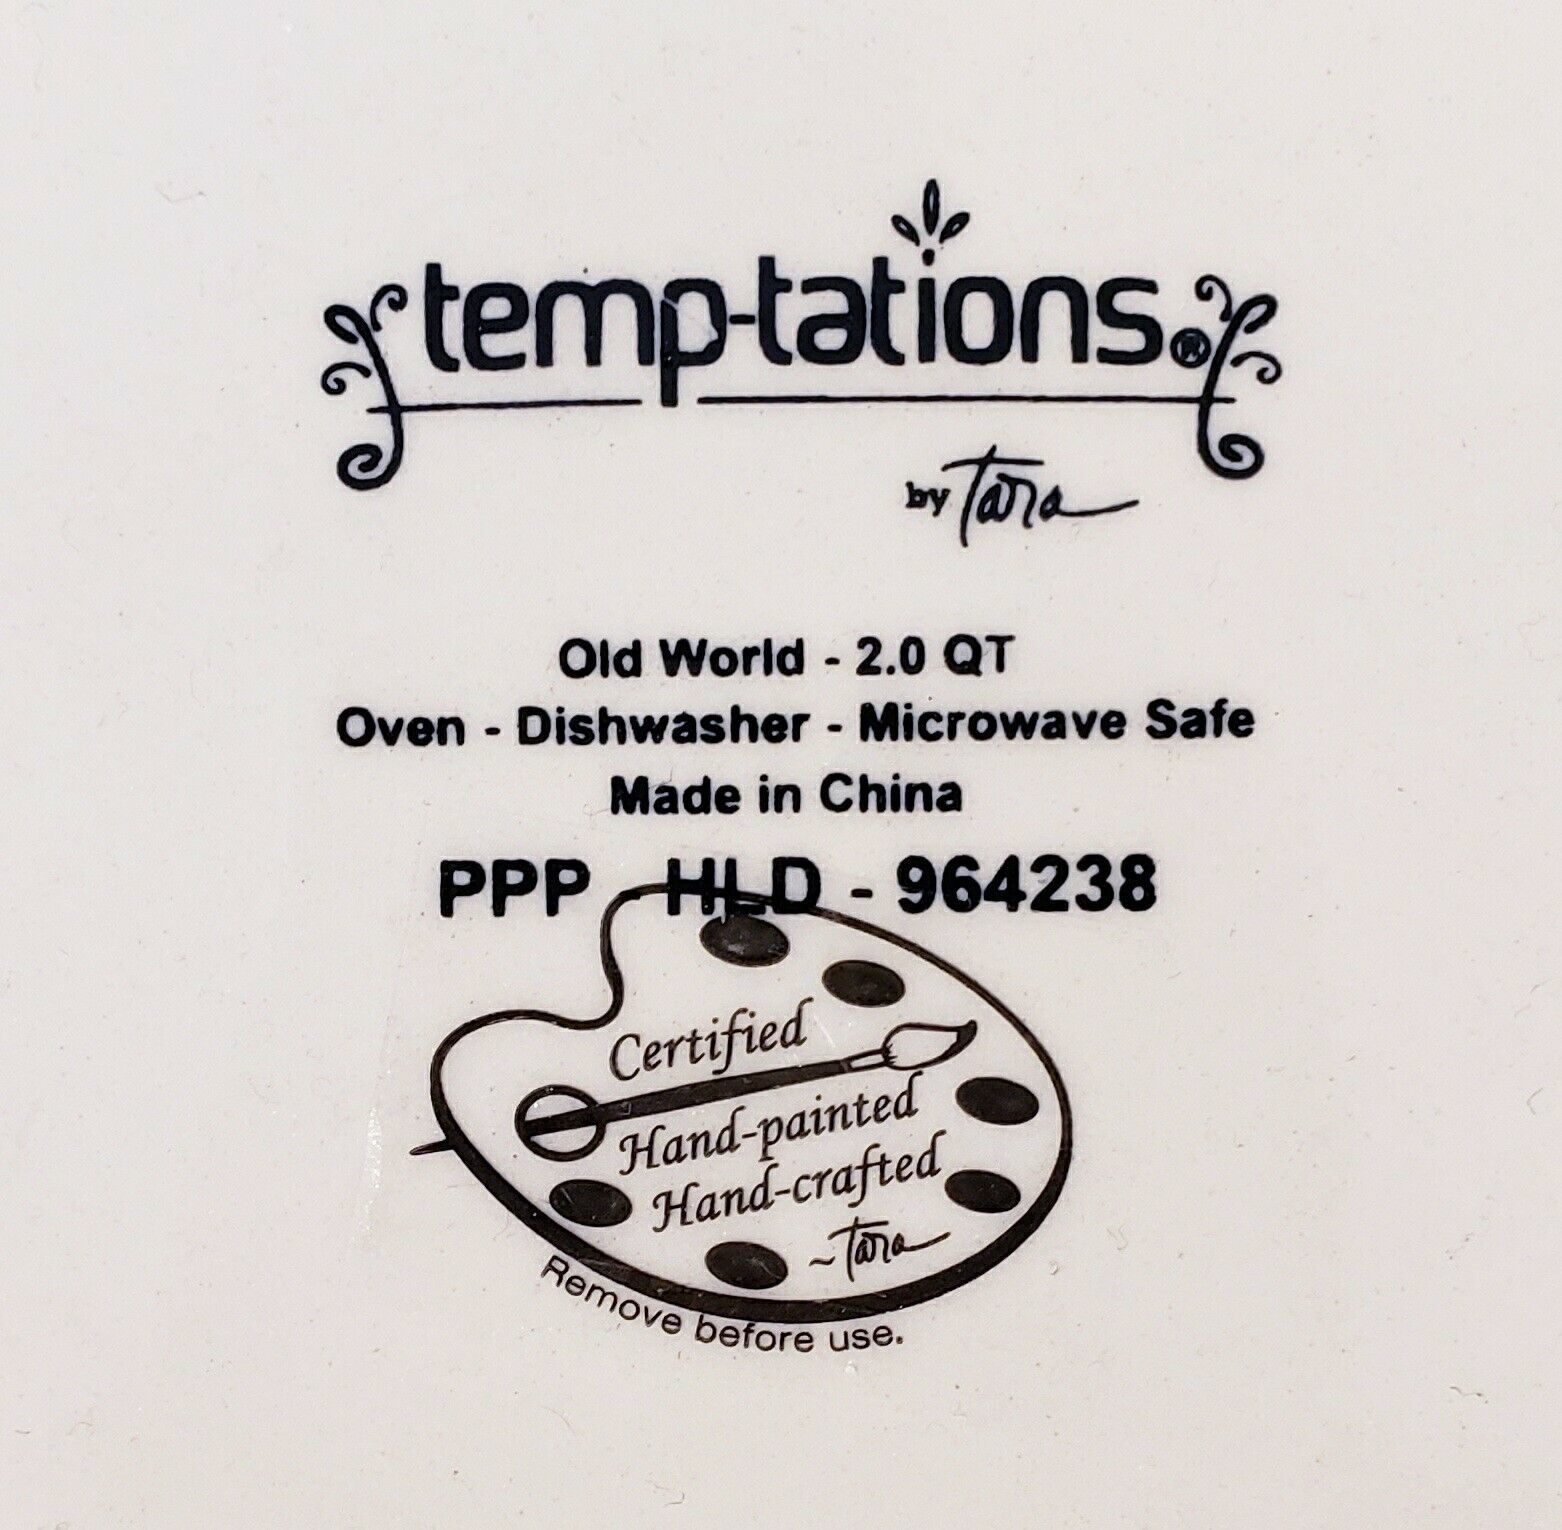 temp-tations®
by Tara
Old World - 2.0 QT
Oven - Dishwasher - Microwave Safe
Made in China
PPP - HLD - 964238
Certified
Hand-painted
Hand-crafted
~Tara
Remove before use.